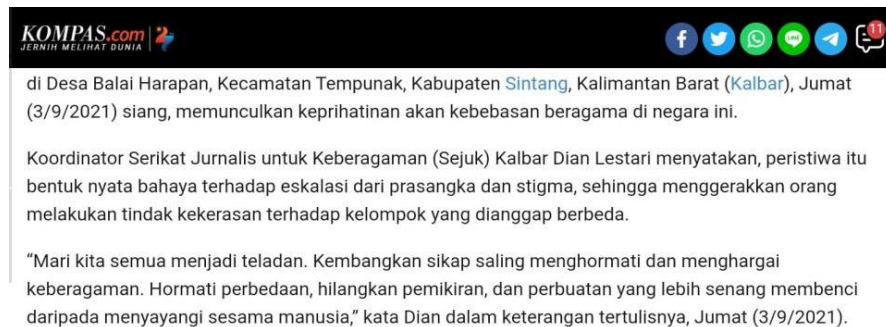 KOMPAS.com
JERNIH MELIHAT DUNIA
11
di Desa Balai Harapan, Kecamatan Tempunak, Kabupaten Sintang, Kalimantan Barat (Kalbar), Jumat
(3/9/2021) siang, memunculkan keprihatinan akan kebebasan beragama di negara ini.
Koordinator Serikat Jurnalis untuk Keberagaman (Sejuk) Kalbar Dian Lestari menyatakan, peristiwa itu
bentuk nyata bahaya terhadap eskalasi dari prasangka dan stigma, sehingga menggerakkan orang
melakukan tindak kekerasan terhadap kelompok yang dianggap berbeda.
“Mari kita semua menjadi teladan. Kembangkan sikap saling menghormati dan menghargai
keberagaman. Hormati perbedaan, hilangkan pemikiran, dan perbuatan yang lebih senang membenci
daripada menyayangi sesama manusia,” kata Dian dalam keterangan tertulisnya, Jumat (3/9/2021).